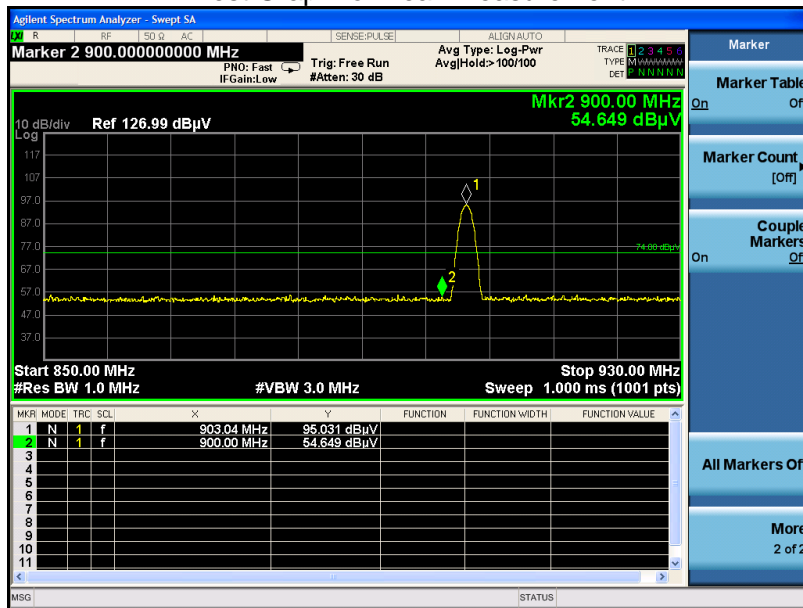 Agilent Spectrum Analyzer - Swept SA
LXI R RF 50 Ω AC SENSE:PULSE ALIGN AUTO
Marker 2 900.000000000 MHz
PNO: Fast
IFGain:Low
Trig: Free Run
#Atten: 30 dB
Avg Type: Log-Pwr
Avg|Hold:>100/100
TRACE 1 2 3 4 5 6
TYPE M WWWWW
DET P N N N N N
Mkr2 900.00 MHz
54.649 dBµV
10 dB/div Ref 126.99 dBµV
Log
117
107
97.0
87.0
77.0
67.0
57.0
47.0
37.0
1
2
74.00 dBµV
Start 850.00 MHz Stop 930.00 MHz
#Res BW 1.0 MHz #VBW 3.0 MHz Sweep 1.000 ms (1001 pts)
MKR MODE TRC SCL X Y FUNCTION FUNCTION WIDTH FUNCTION VALUE
1 N 1 f 903.04 MHz 95.031 dBµV
2 N 1 f 900.00 MHz 54.649 dBµV
3
4
5
6
7
8
9
10
11
MSG STATUS
Marker
Marker Table
On Of
Marker Count
[Off]
Couple
Markers
On Of
All Markers Of
More
2 of 2